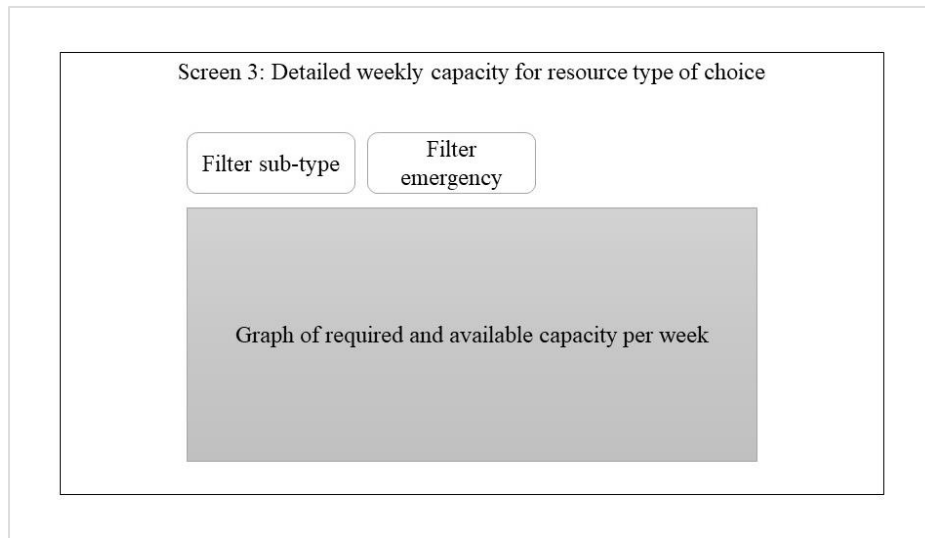 Screen 3: Detailed weekly capacity for resource type of choice
Filter sub-type
Filter
emergency
Graph of required and available capacity per week